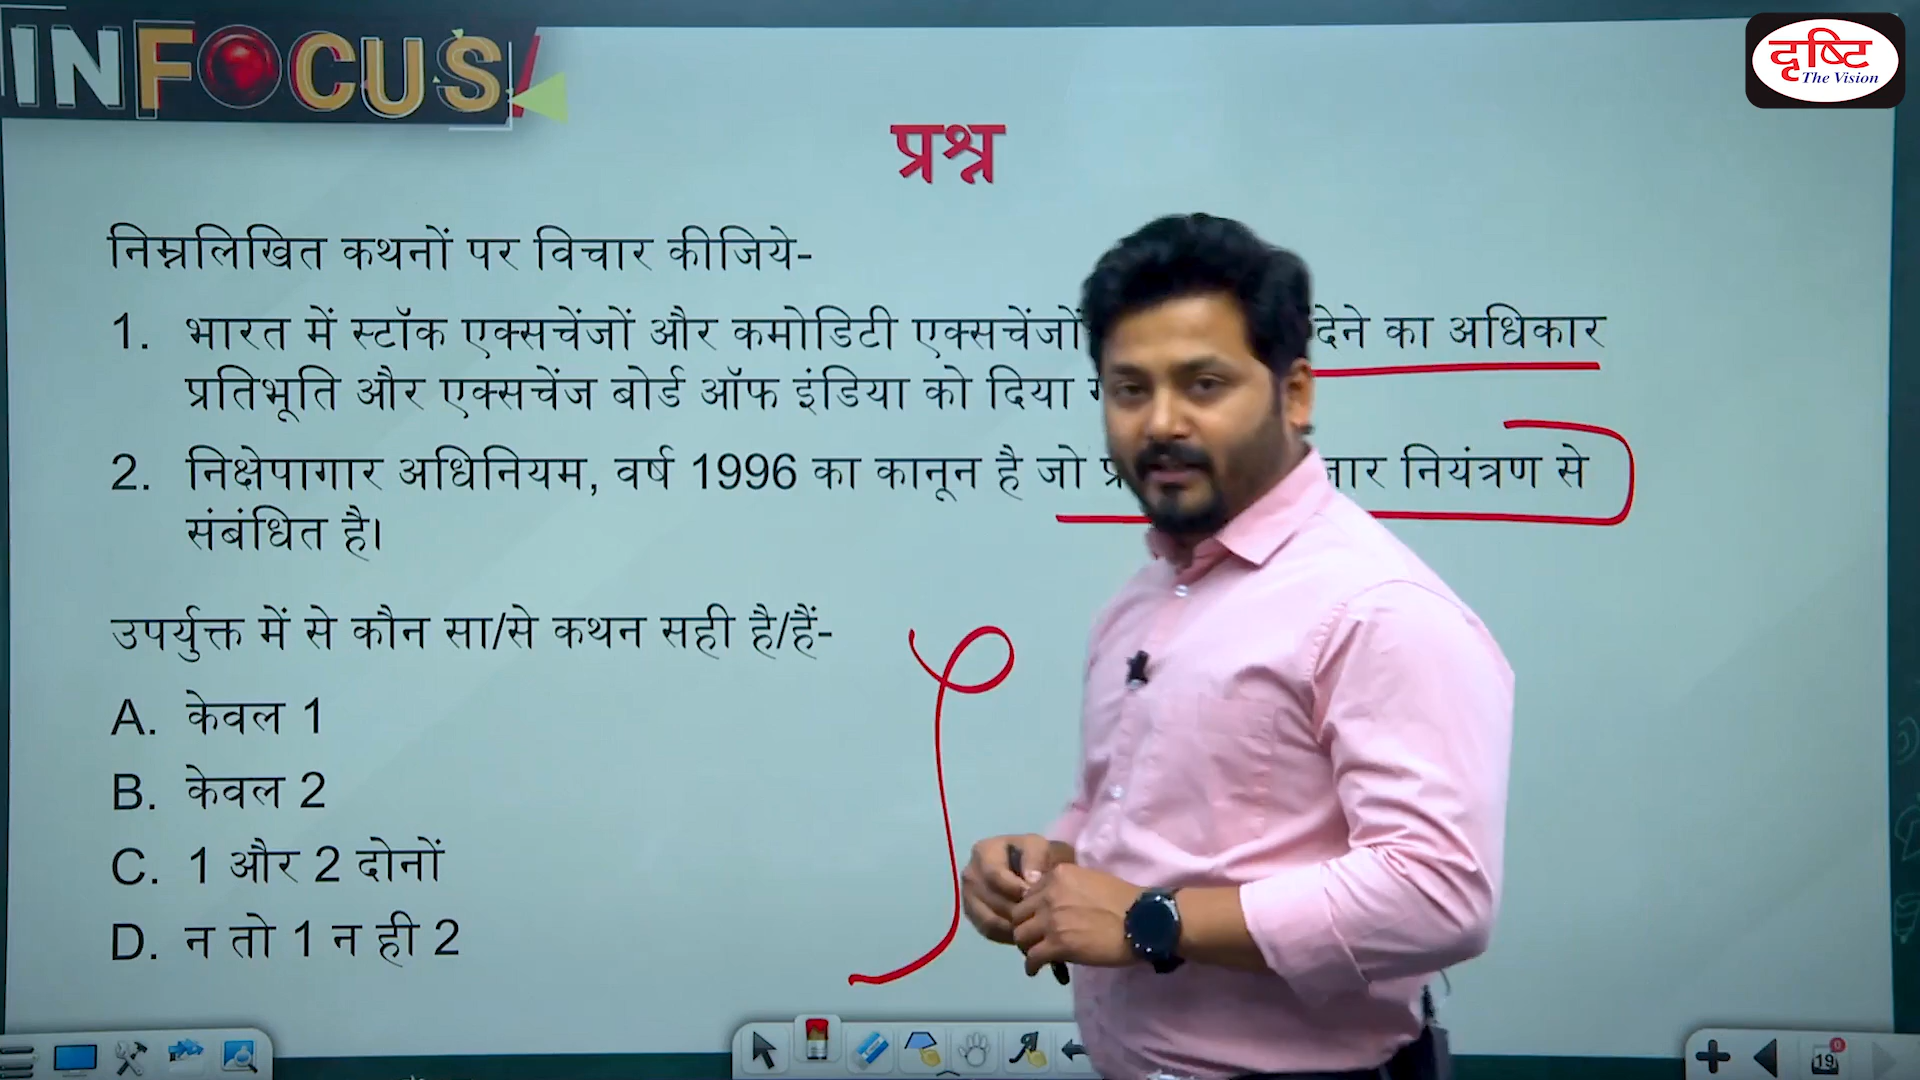 INFOCUS
दृष्टि
The Vision
प्रश्न
निम्नलिखित कथनों पर विचार कीजिये-
1. भारत में स्टॉक एक्सचेंजों और कमोडिटी एक्सचेंजों देने का अधिकार
प्रतिभूति और एक्सचेंज बोर्ड ऑफ इंडिया को दिया
2. निक्षेपागार अधिनियम, वर्ष 1996 का कानून है जो नियंत्रण से
संबंधित है।
उपर्युक्त में से कौन सा/से कथन सही है/हैं-
A. केवल 1
B. केवल 2
C. 1 और 2 दोनों
D. न तो 1 न ही 2
19
0